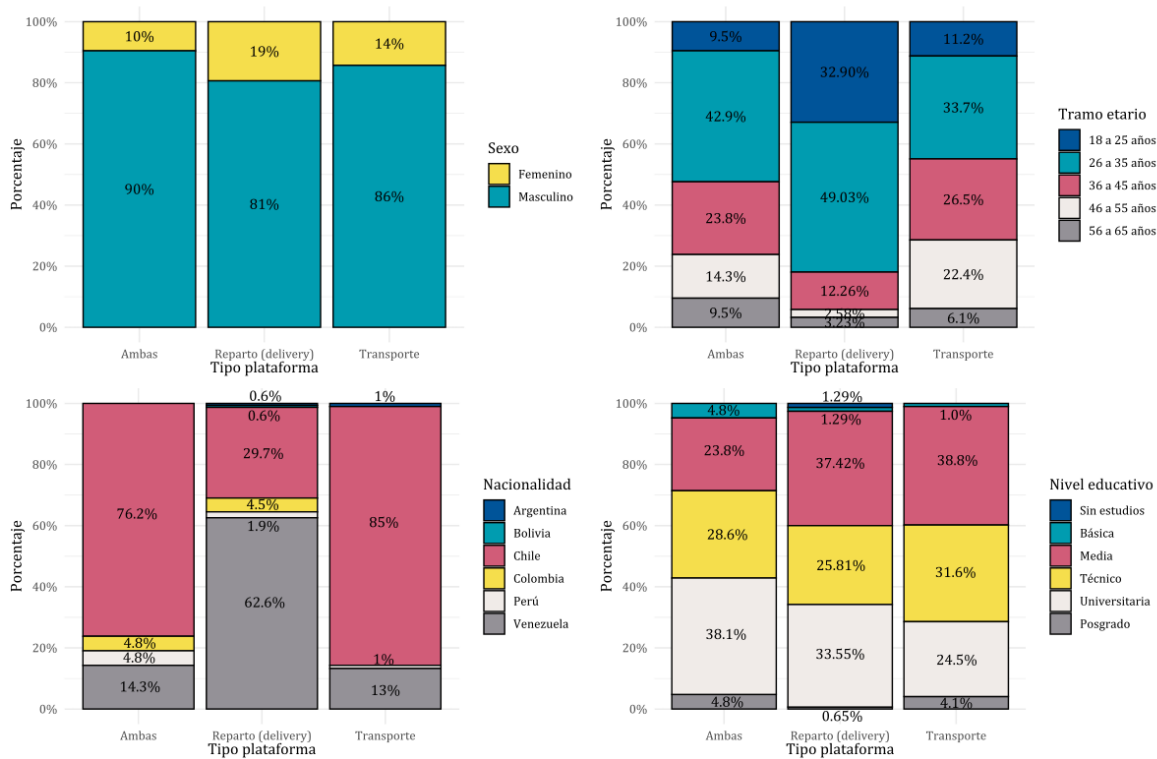 100%
80%
60%
40%
20%
0%
Porcentaje
10%
19%
14%
90%
81%
86%
Ambas
Reparto (delivery)
Transporte
Tipo plataforma
Sexo
Femenino
Masculino
100%
80%
60%
40%
20%
0%
Porcentaje
9.5%
32.90%
11.2%
42.9%
49.03%
33.7%
23.8%
12.26%
26.5%
14.3%
2.58%
22.4%
9.5%
3.23%
6.1%
Ambas
Reparto (delivery)
Transporte
Tipo plataforma
Tramo etario
18 a 25 años
26 a 35 años
36 a 45 años
46 a 55 años
56 a 65 años
100%
80%
60%
40%
20%
0%
Porcentaje
0.6%
1%
0.6%
76.2%
29.7%
85%
4.8%
4.5%
4.8%
1.9%
1%
14.3%
62.6%
13%
Ambas
Reparto (delivery)
Transporte
Tipo plataforma
Nacionalidad
Argentina
Bolivia
Chile
Colombia
Perú
Venezuela
100%
80%
60%
40%
20%
0%
Porcentaje
1.29%
4.8%
1.29%
1.0%
23.8%
37.42%
38.8%
28.6%
25.81%
31.6%
38.1%
33.55%
24.5%
4.8%
0.65%
4.1%
Ambas
Reparto (delivery)
Transporte
Tipo plataforma
Nivel educativo
Sin estudios
Básica
Media
Técnico
Universitaria
Posgrado